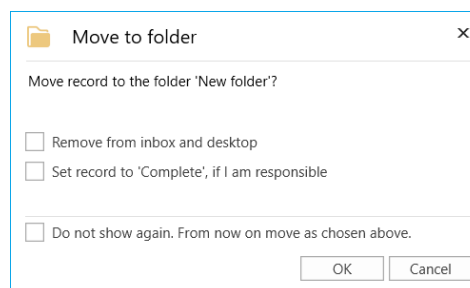 Move to folder
Move record to the folder 'New folder'?
Remove from inbox and desktop
Set record to 'Complete', if I am responsible
Do not show again. From now on move as chosen above.
OK
Cancel